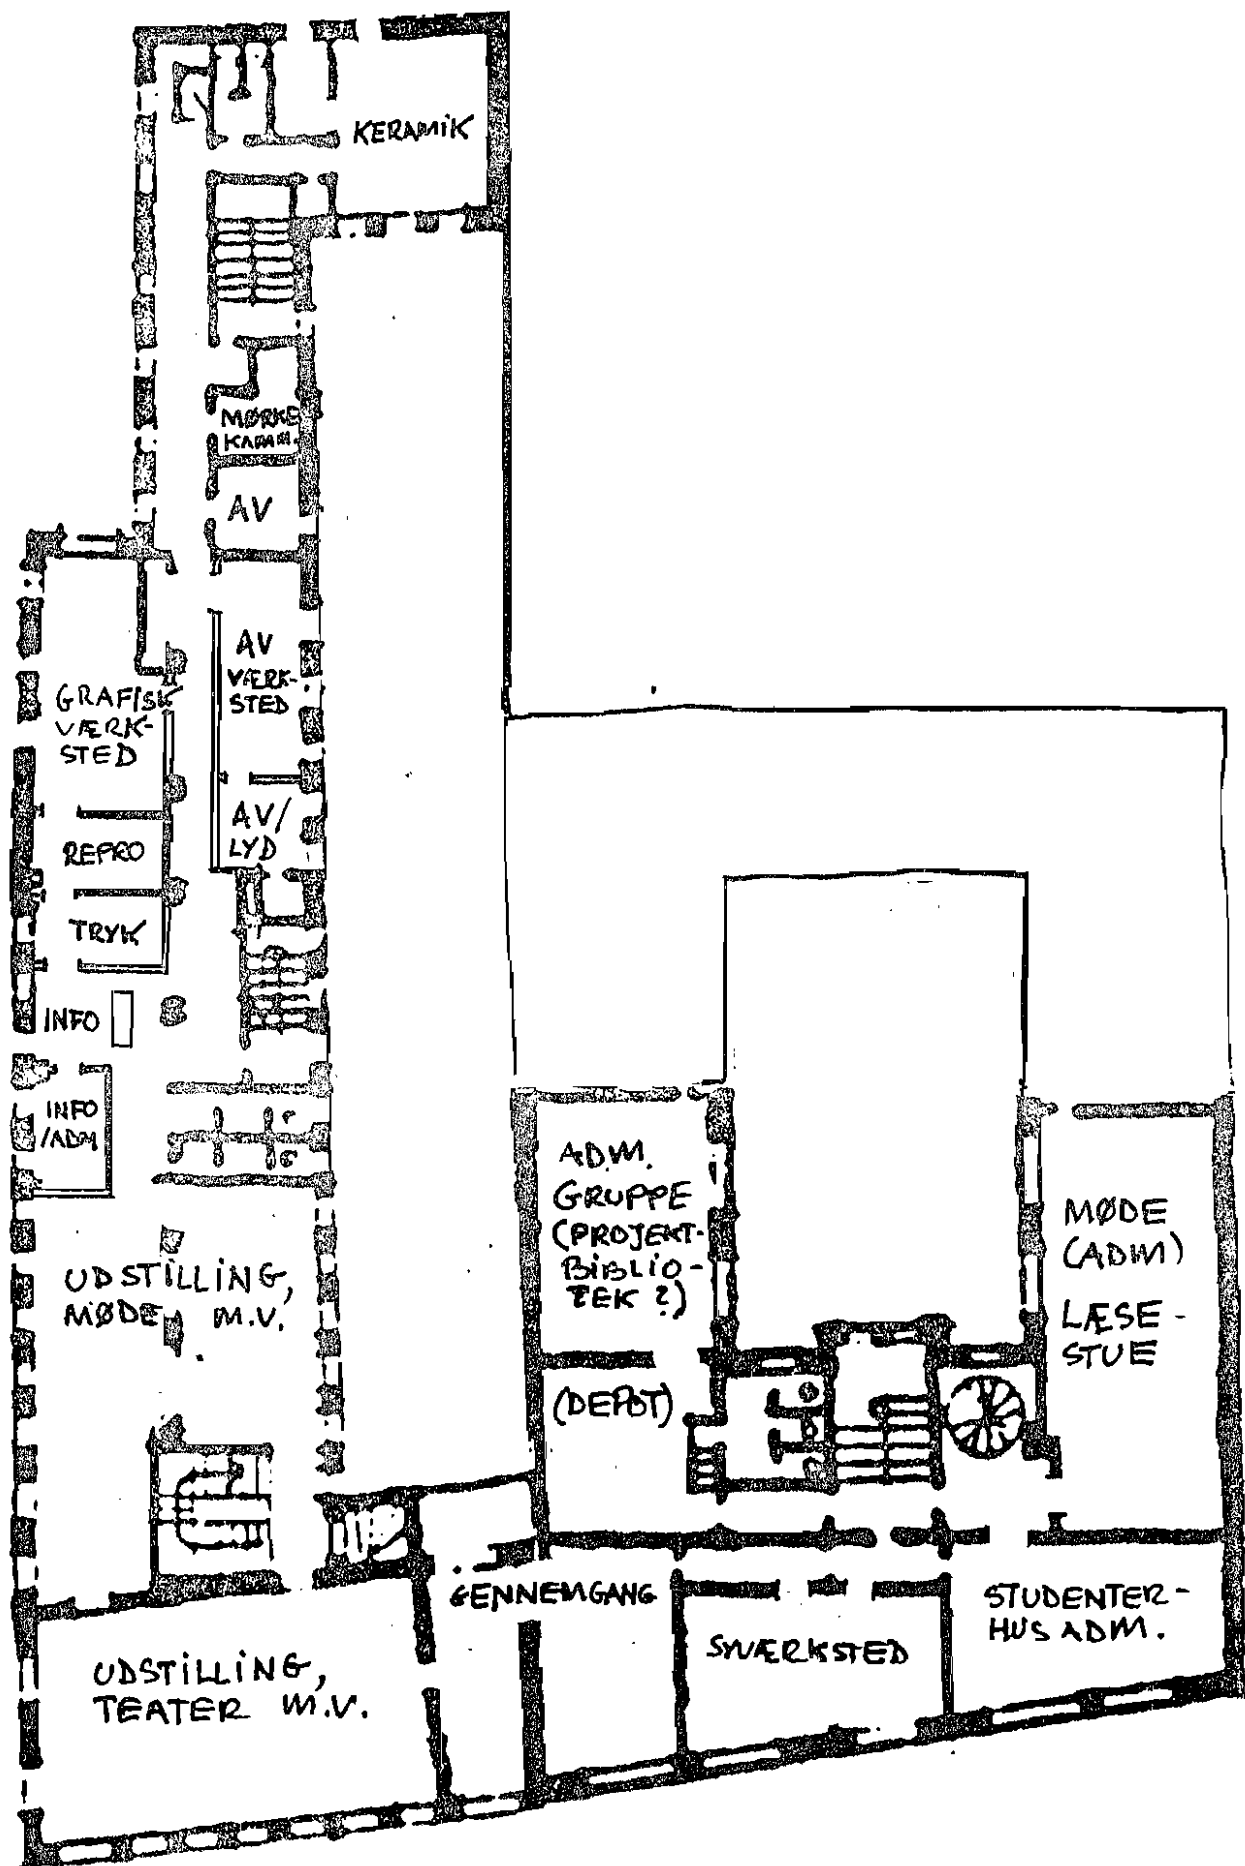 KERAMIK
MØRKE
KAMM.
AV
AV
VÆRK-
STED
GRAFISK
VÆRK-
STED
AV/
LYD
REPRO
TRYK
INFO
INFO
/ADM
ADM.
GRUPPE
(PROJEKT-
BIBLIO-
TEK ?)
MØDE
(ADM)
LÆSE-
STUE
UDSTILLING,
MØDE M.V.
(DEPOT)
GENNEMGANG
STUDENTER-
HUS ADM.
SYVÆRKSTED
UDSTILLING,
TEATER M.V.